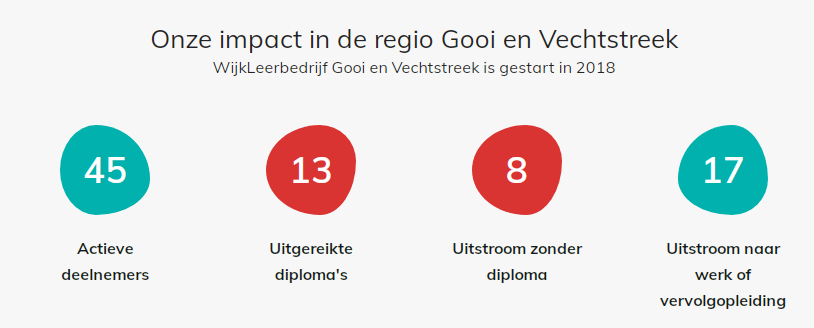 Onze impact in de regio Gooi en Vechtstreek
WijkLeerbedrijf Gooi en Vechtstreek is gestart in 2018
45
Actieve
deelnemers
13
Uitgereikte
diploma's
8
Uitstroom zonder
diploma
17
Uitstroom naar
werk of
vervolgopleiding